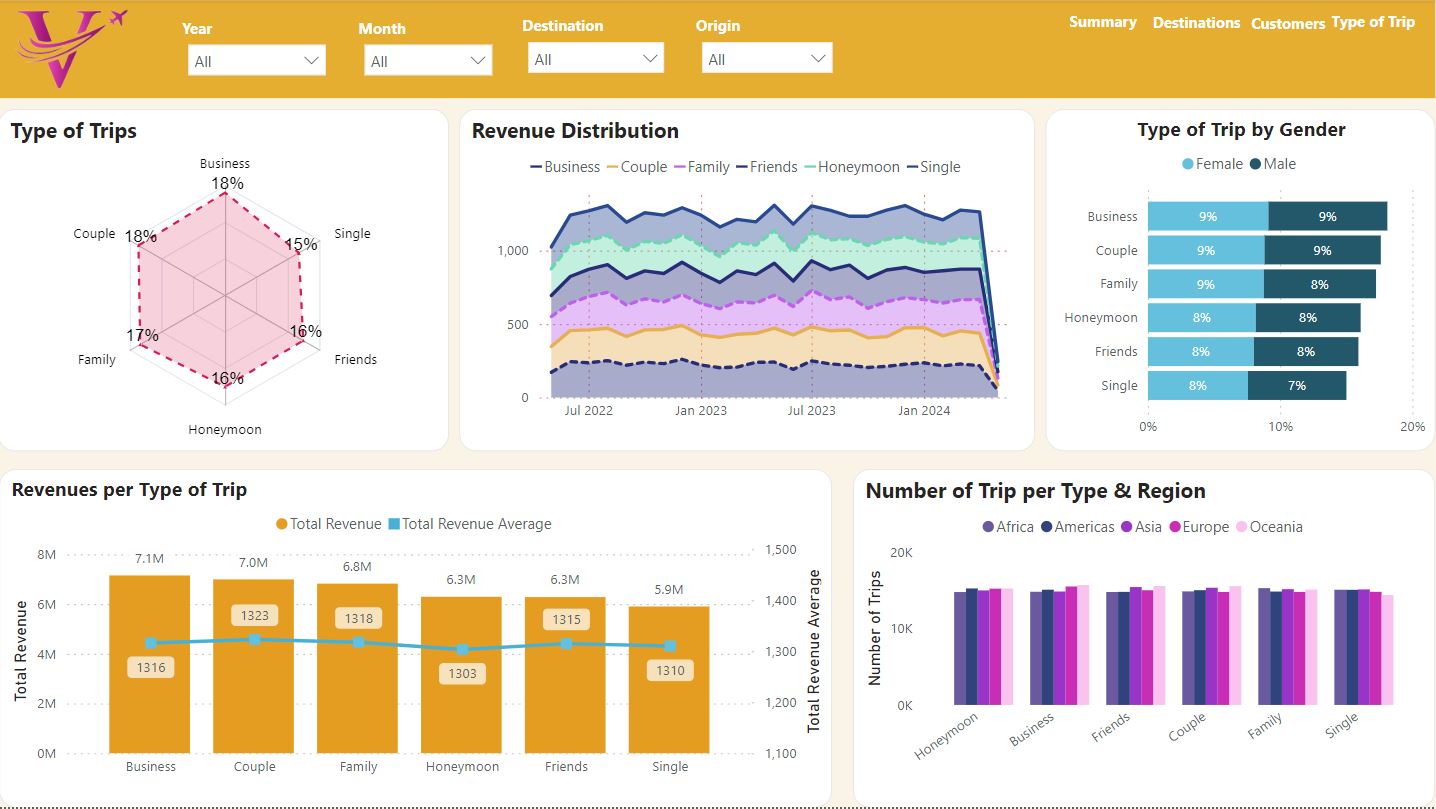 V
Year
Month
Destination
Origin
Summary
Destinations
Customers
Type of Trip
All
All
All
All
Type of Trips
Business
18%
Couple
18%
15%
Single
17%
Family
16%
Friends
16%
Honeymoon
Revenue Distribution
Business
Couple
Family
Friends
Honeymoon
Single
1,000
500
0
Jul 2022
Jan 2023
Jul 2023
Jan 2024
Type of Trip by Gender
Female
Male
Business
9%
9%
Couple
9%
9%
Family
9%
8%
Honeymoon
8%
8%
Friends
8%
8%
Single
8%
7%
0%
10%
20%
Revenues per Type of Trip
Total Revenue
Total Revenue Average
Total Revenue
8M
6M
4M
2M
0M
7.1M
7.0M
6.8M
6.3M
6.3M
5.9M
1316
1323
1318
1303
1315
1310
1,500
1,400
1,300
1,200
1,100
Total Revenue Average
Business
Couple
Family
Honeymoon
Friends
Single
Number of Trip per Type & Region
Africa
Americas
Asia
Europe
Oceania
Number of Trips
20K
10K
0K
Honeymoon
Business
Friends
Couple
Family
Single